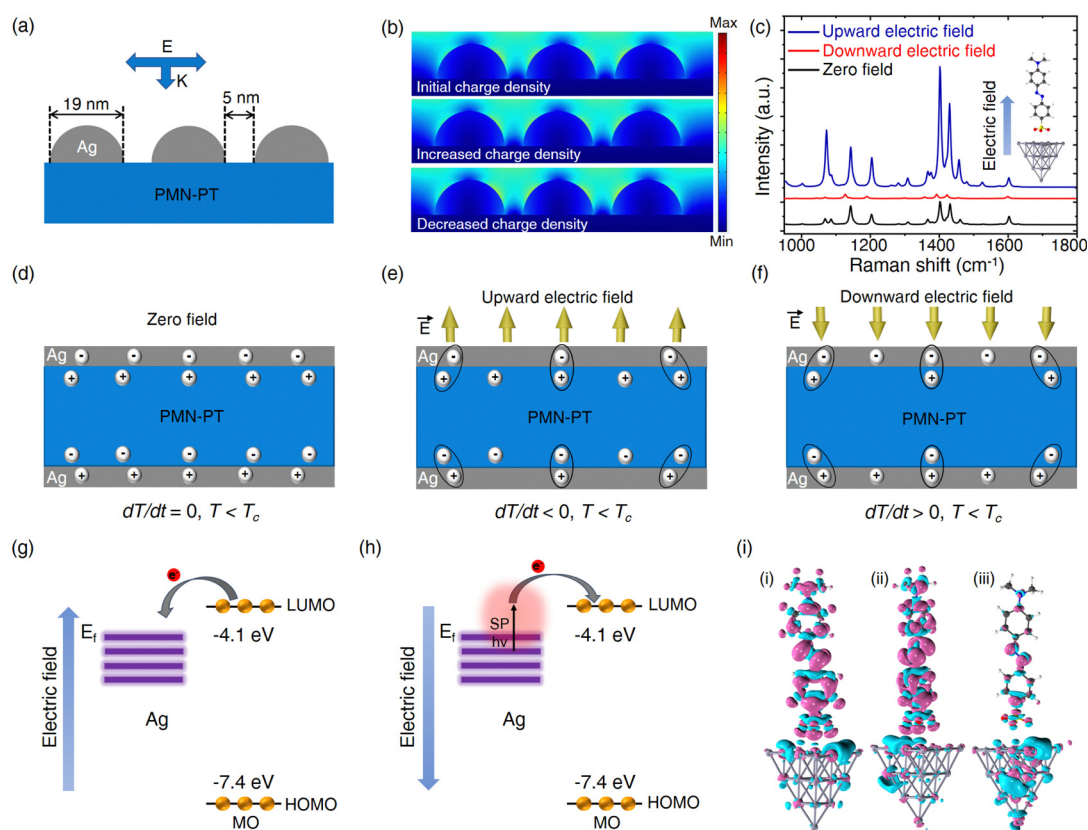 (a)
E
K
19 nm
5 nm
Ag
PMN-PT
(b)
Initial charge density
Increased charge density
Decreased charge density
Max
Min
(c)
Upward electric field
Downward electric field
Zero field
Electric field
Intensity (a.u.)
1000 1200 1400 1600 1800
Raman shift (cm⁻¹)
(d)
Zero field
Ag - - - - -
+ + + + +
PMN-PT
- - - - -
Ag + + + + +
dT/dt = 0, T < Tc
(e)
Upward electric field
E
Ag - - -
+ + + + +
PMN-PT
- - - - -
Ag + + +
dT/dt < 0, T < Tc
(f)
Downward electric field
E
Ag - - - - -
+ + +
PMN-PT
- - -
Ag + + + + +
dT/dt > 0, T < Tc
(g)
e-
LUMO
Ef
-4.1 eV
Electric field
Ag
-7.4 eV
HOMO
MO
(h)
e-
LUMO
Ef
SP
hv
-4.1 eV
Electric field
Ag
-7.4 eV
HOMO
MO
(i)
(i) (ii) (iii)